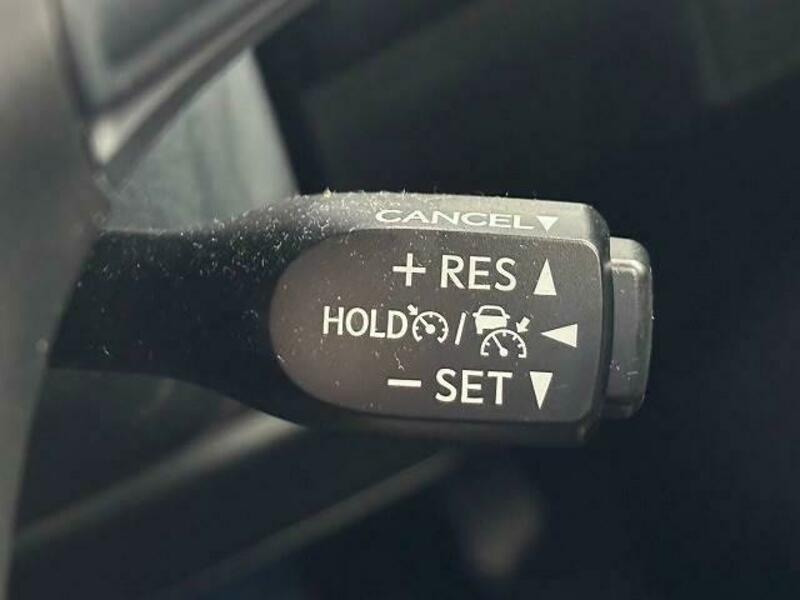 CANCEL▼
+ RES ▲
HOLD / ◀
− SET ▼